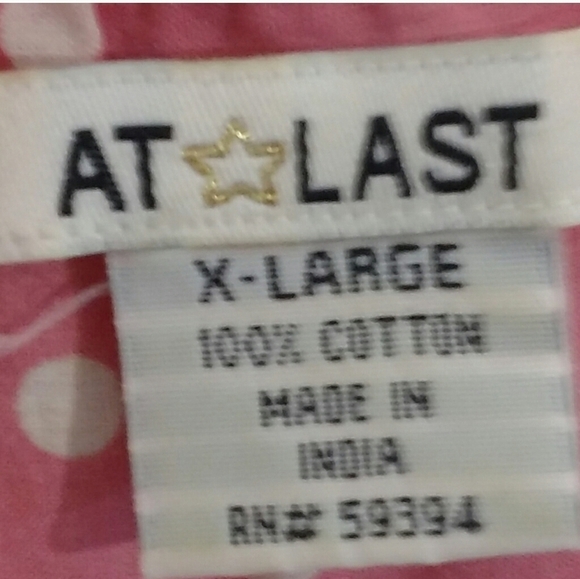 AT LAST
X-LARGE
100% COTTON
MADE IN
INDIA
RN# 59394